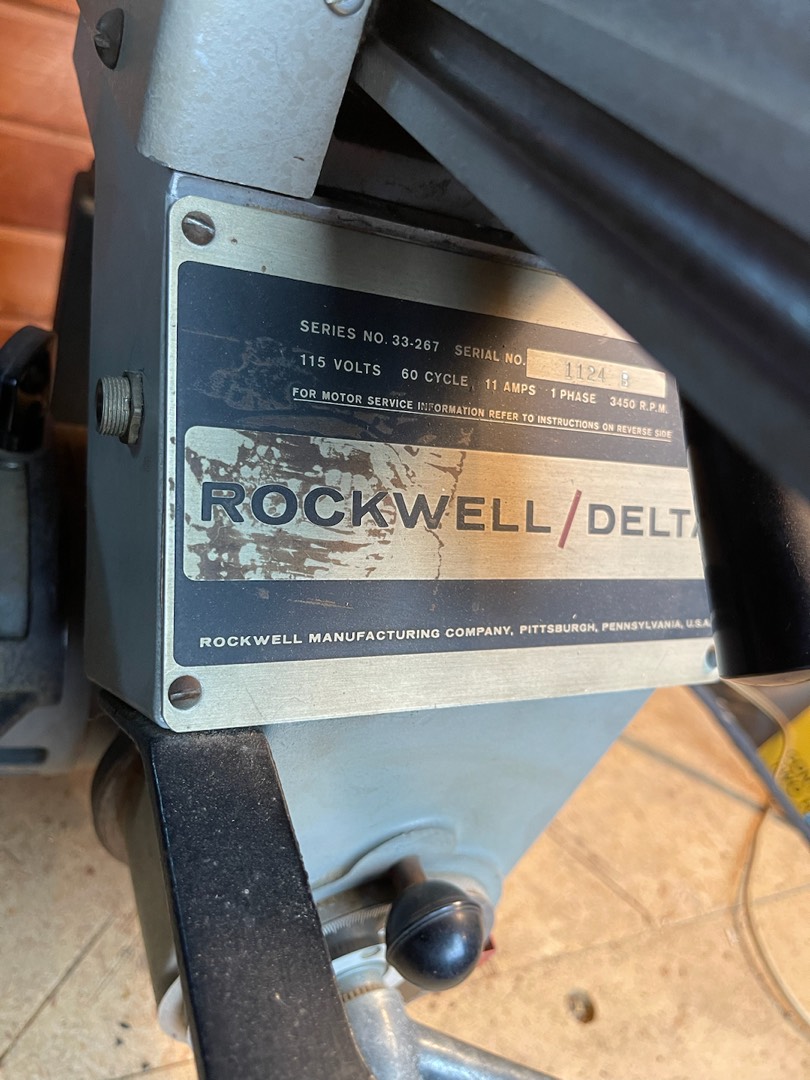 SERIES NO. 33-267 SERIAL NO. 1124 B
115 VOLTS 60 CYCLE, 11 AMPS 1 PHASE 3450 R.P.M.
FOR MOTOR SERVICE INFORMATION REFER TO INSTRUCTIONS ON REVERSE SIDE
ROCKWELL/DELTA
ROCKWELL MANUFACTURING COMPANY, PITTSBURGH, PENNSYLVANIA, U.S.A.